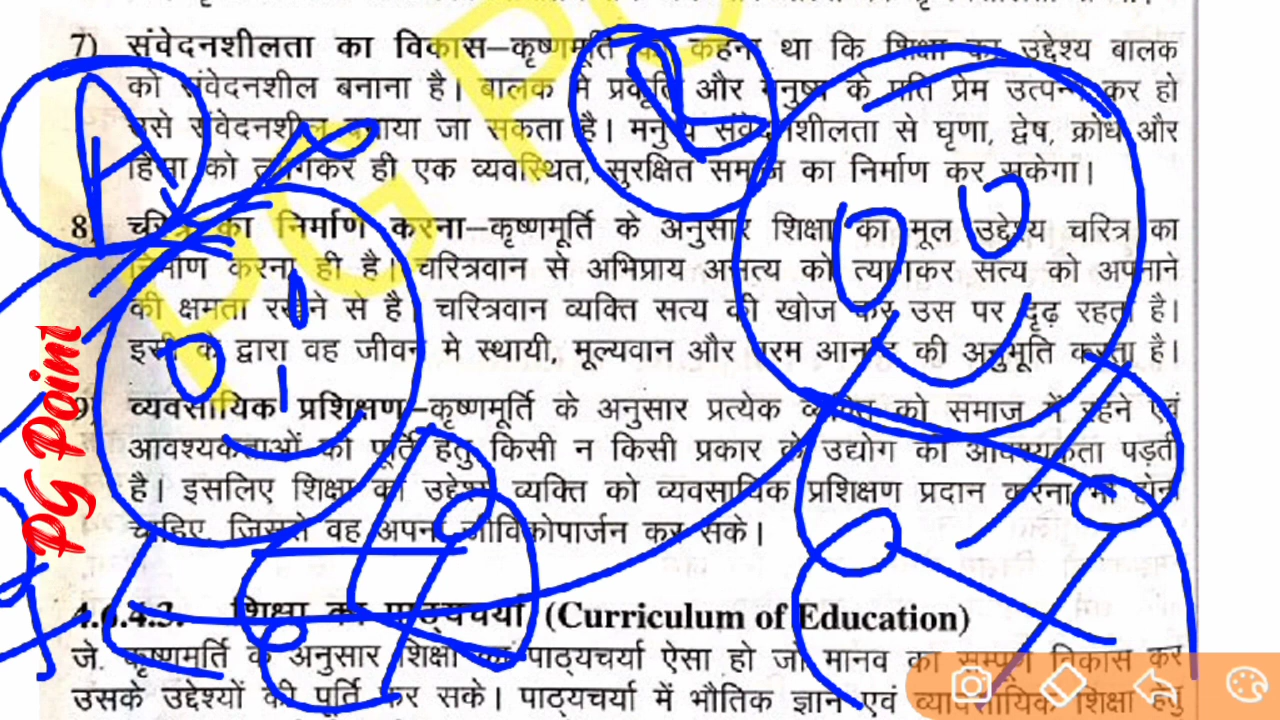 7) संवेदनशीलता का विकास–कृष्णमूर्ति का कहना था कि शिक्षा का उद्देश्य बालक
को संवेदनशील बनाना है। बालक में प्रकृति और मनुष्य के प्रति प्रेम उत्पन्न कर ही
उसे संवेदनशील बनाया जा सकता है। मनुष्य संवेदनशीलता से घृणा, द्वेष, क्रोध और
हिंसा को त्यागकर ही एक व्यवस्थित, सुरक्षित समाज का निर्माण कर सकेगा।
8) चरित्र का निर्माण करना–कृष्णमूर्ति के अनुसार शिक्षा का मूल उद्देश्य चरित्र का
निर्माण करना ही है। चरित्रवान से अभिप्राय असत्य को त्यागकर सत्य को अपनाने
की क्षमता रखने से है। चरित्रवान व्यक्ति सत्य की खोज कर उस पर दृढ़ रहता है।
इसी के द्वारा वह जीवन मे स्थायी, मूल्यवान और परम आनन्द की अनुभूति करता है।
9) व्यवसायिक प्रशिक्षण–कृष्णमूर्ति के अनुसार प्रत्येक व्यक्ति को समाज में रहने एवं
आवश्यकताओं की पूर्ति हेतु किसी न किसी प्रकार के उद्योग की आवश्यकता पड़ती
है। इसलिए शिक्षा का उद्देश्य व्यक्ति को व्यवसायिक प्रशिक्षण प्रदान करना भी होना
चाहिए, जिससे वह अपना जीविकोपार्जन कर सके।
4.6.4.3. शिक्षा का पाठ्यचर्या (Curriculum of Education)
जे. कृष्णमूर्ति के अनुसार शिक्षा का पाठ्यचर्या ऐसा हो जो मानव का सम्पूर्ण विकास कर
उसके उद्देश्यों की पूर्ति कर सके। पाठ्यचर्या में भौतिक ज्ञान एवं व्यावसायिक शिक्षा हेतु
PG Point